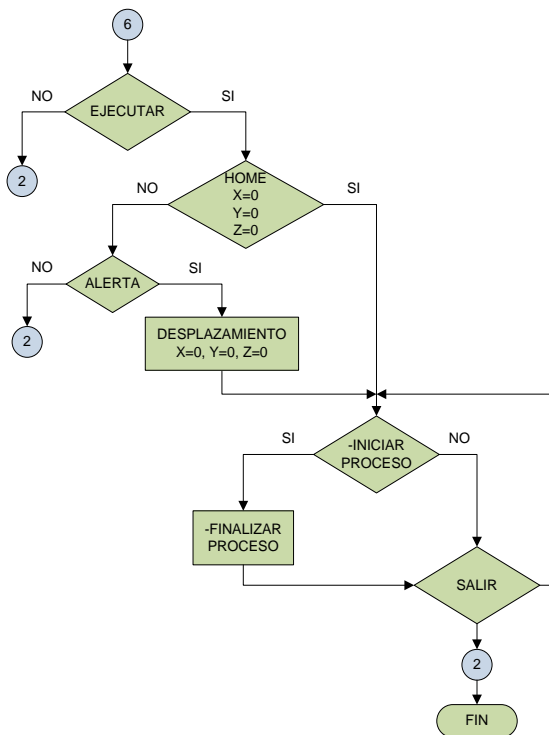 6
EJECUTAR
NO
SI
2
HOME
X=0
Y=0
Z=0
NO
SI
ALERTA
NO
SI
2
DESPLAZAMIENTO
X=0, Y=0, Z=0
-INICIAR
PROCESO
SI
NO
-FINALIZAR
PROCESO
SALIR
2
FIN